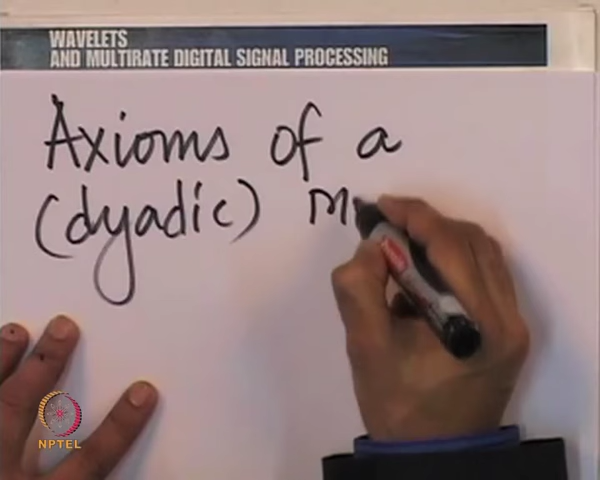 WAVELETS
AND MULTIRATE DIGITAL SIGNAL PROCESSING
Axioms of a
(dyadic) M
NPTEL